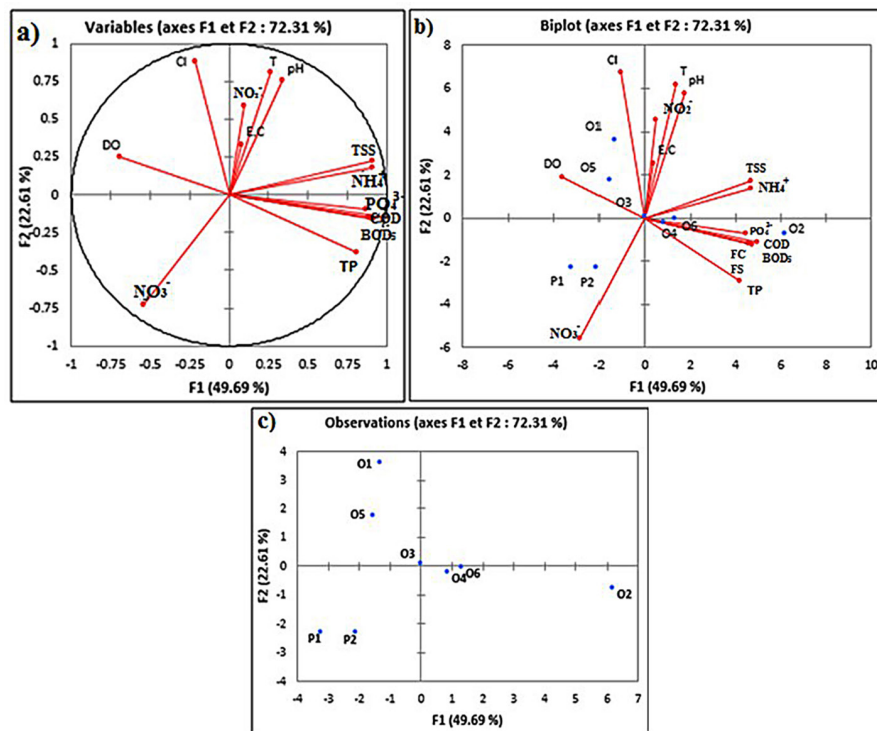 a)
Variables (axes F1 et F2 : 72.31 %)
F2 (22.61 %)
1
0.75
0.5
0.25
0
-0.25
-0.5
-0.75
-1
Cl
T
pH
NO₂⁻
E.C
DO
TSS
NH₄⁺
PO₄³⁻
COD
BOD₅
TP
NO₃⁻
-1 -0.75 -0.5 -0.25 0 0.25 0.5 0.75 1
F1 (49.69 %)
b)
Biplot (axes F1 et F2 : 72.31 %)
F2 (22.61 %)
8
6
4
2
0
-2
-4
-6
Cl
T
pH
NO₂⁻
O1
E.C
O5
DO
TSS
NH₄⁺
O3
O4
O6
PO₄³⁻
O2
COD
FC
BOD₅
FS
TP
P1
P2
NO₃⁻
-8 -6 -4 -2 0 2 4 6 8 10
F1 (49.69 %)
c)
Observations (axes F1 et F2 : 72.31 %)
F2 (22.61 %)
4
3
2
1
0
-1
-2
-3
-4
O1
O5
O3
O4
O6
O2
P1
P2
-4 -3 -2 -1 0 1 2 3 4 5 6 7
F1 (49.69 %)